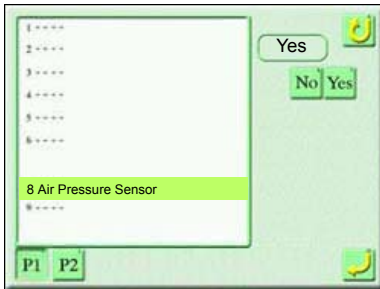 1 ----
2 ----
3 ----
4 ----
5 ----
6 ----
8 Air Pressure Sensor
9 ----
Yes
No Yes
P1 P2